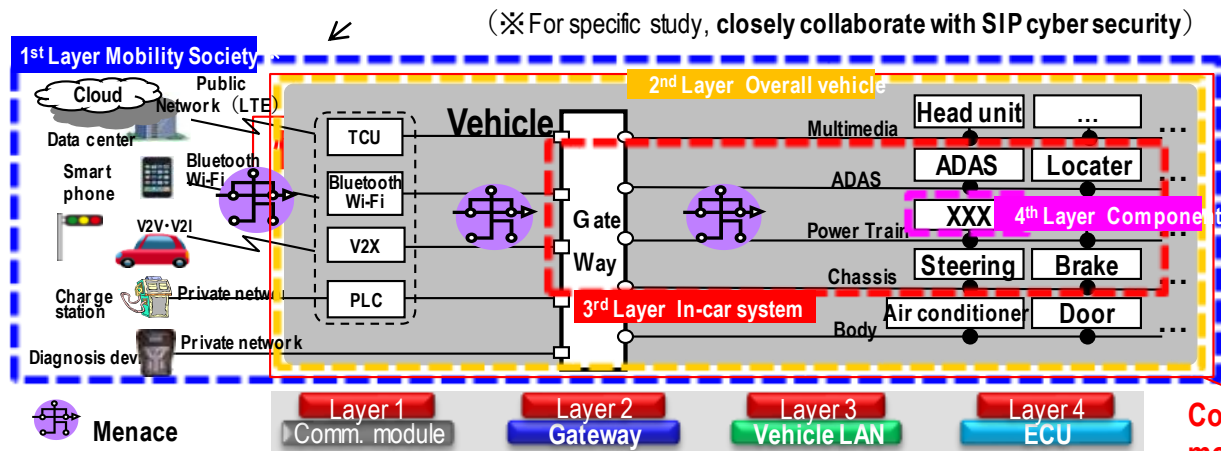 (※For specific study, closely collaborate with SIP cyber security)
1st Layer Mobility Society
2nd Layer Overall vehicle
Cloud
Public
Network (LTE)
Data center
Smart
phone
Bluetooth
Wi-Fi
V2V・V2I
Charge
station
Private networ
Diagnosis dev.
Private network
TCU
Bluetooth
Wi-Fi
V2X
PLC
Vehicle
Gate
Way
Multimedia
Head unit
...
...
ADAS
ADAS
Locater
...
Power Train
XXX
4th Layer Component
Chassis
Steering
Brake
...
3rd Layer In-car system
Body
Air conditioner
Door
...
Menace
Layer 1
Comm. module
Layer 2
Gateway
Layer 3
Vehicle LAN
Layer 4
ECU
Co